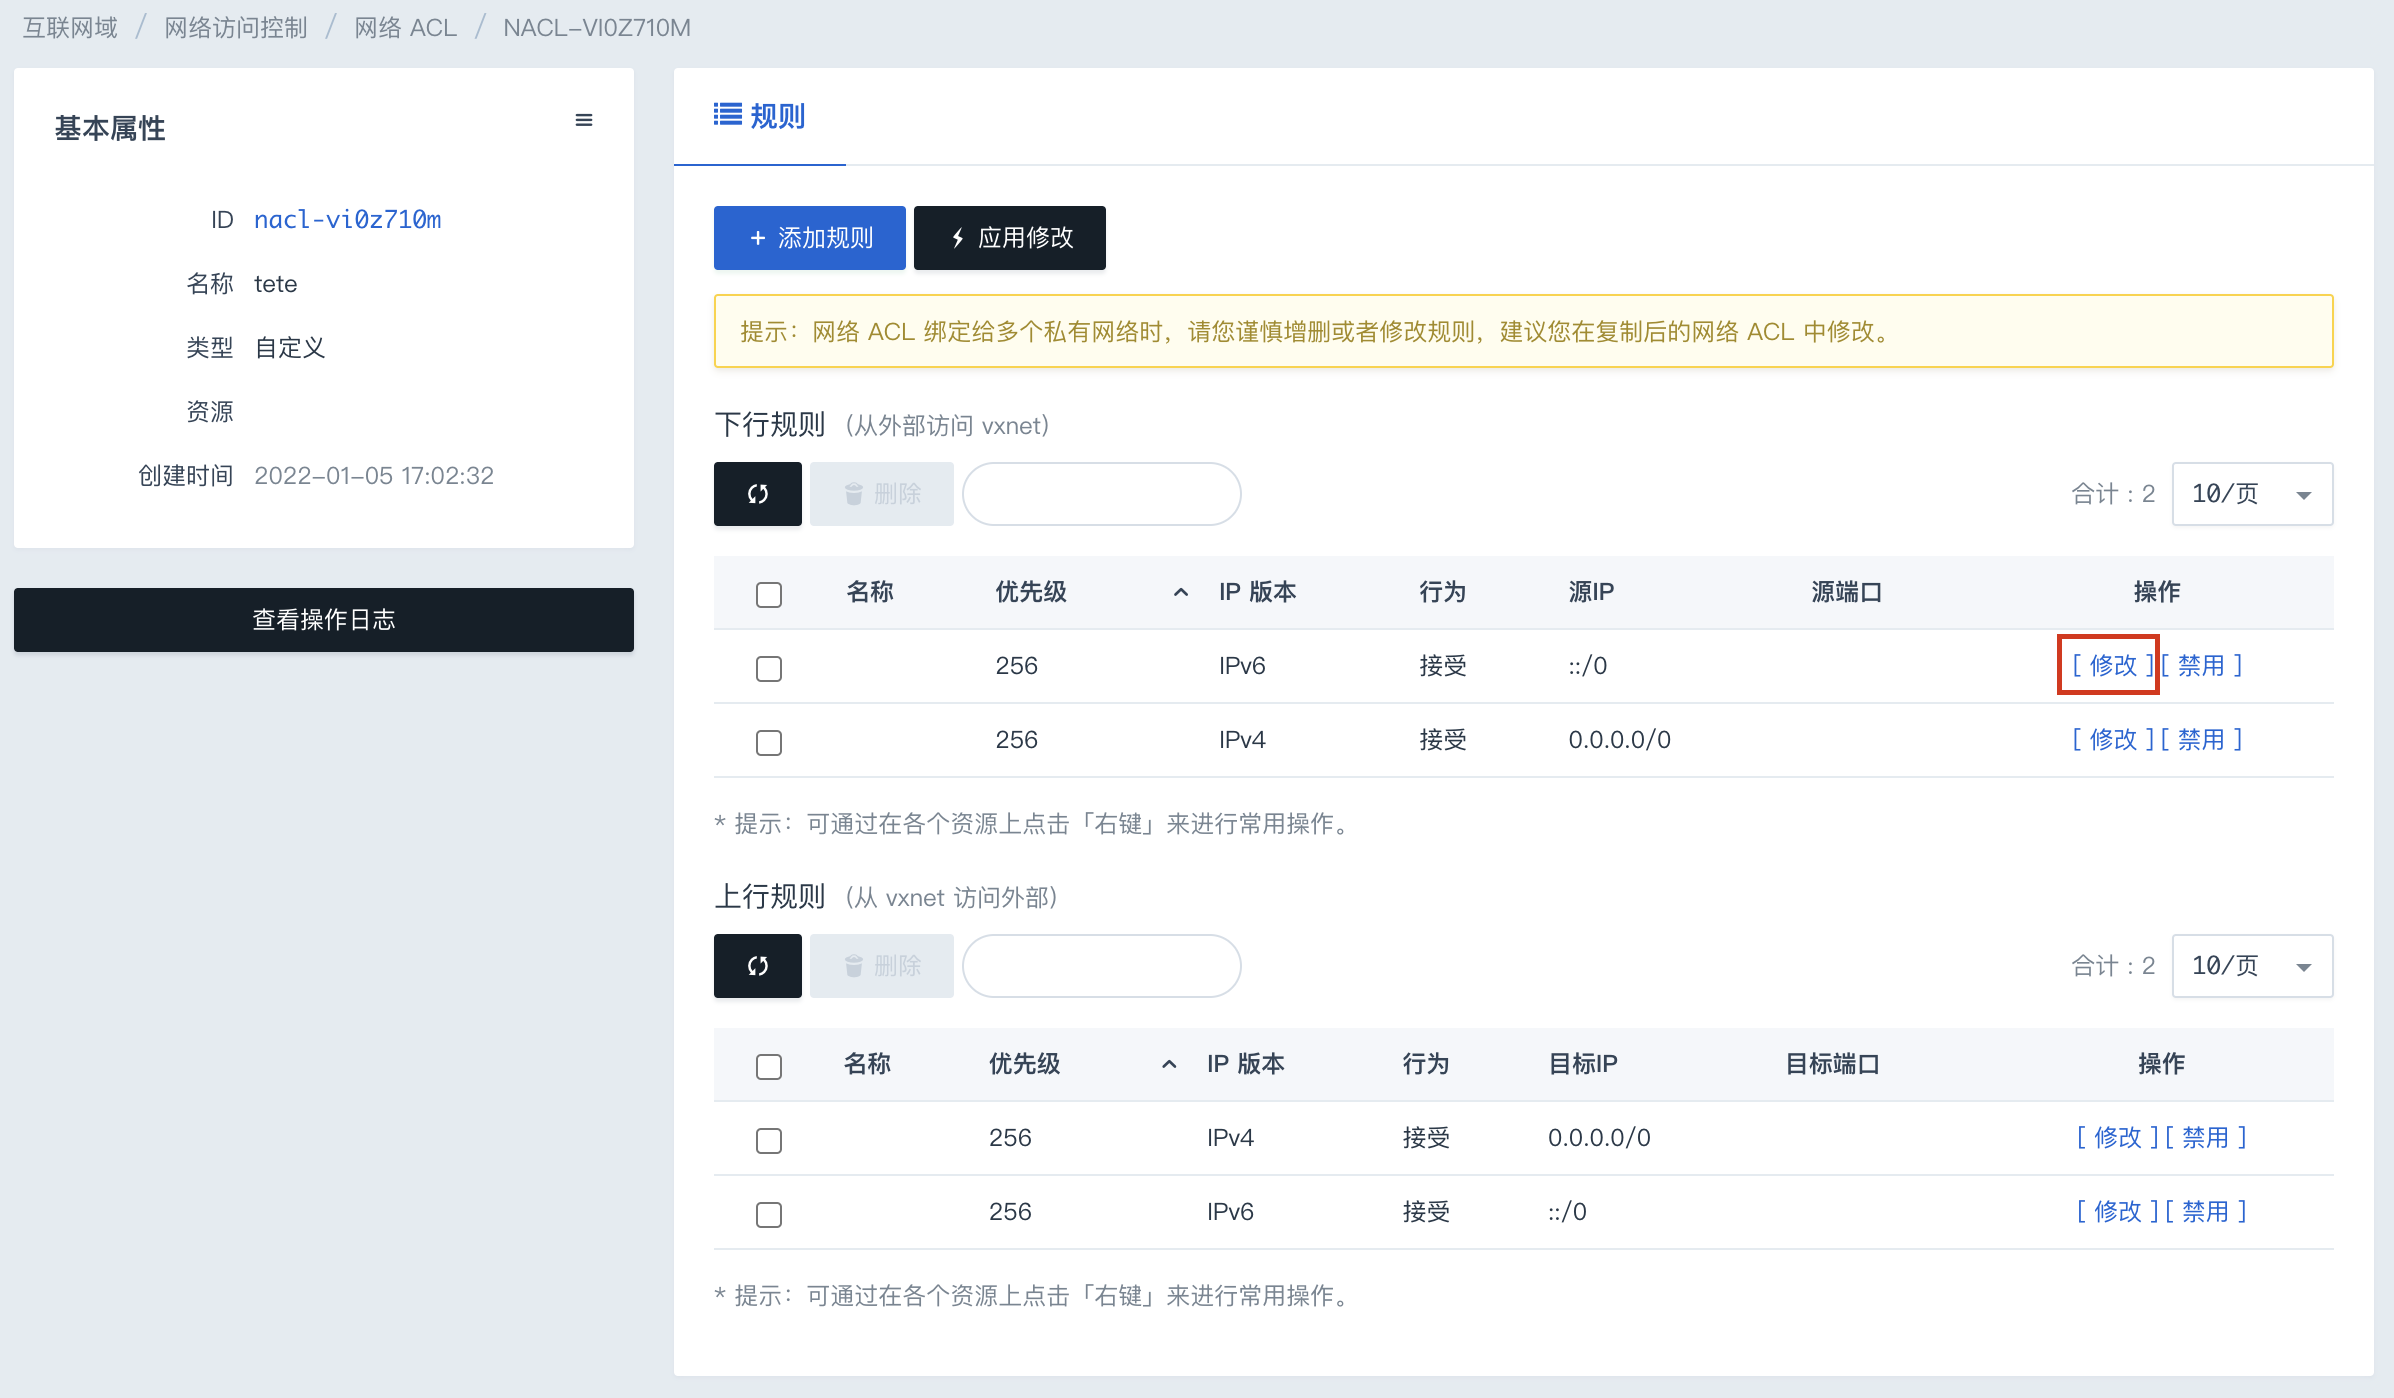 互联网域 / 网络访问控制 / 网络 ACL / NACL-VI0Z710M
基本属性
ID nacl-vi0z710m
名称 tete
类型 自定义
资源
创建时间 2022-01-05 17:02:32
查看操作日志
规则
+ 添加规则 应用修改
提示：网络 ACL 绑定给多个私有网络时，请您谨慎增删或者修改规则，建议您在复制后的网络 ACL 中修改。
下行规则 （从外部访问 vxnet）
删除 合计 : 2 10/页
名称 优先级 IP 版本 行为 源IP 源端口 操作
256 IPv6 接受 ::/0 [ 修改 ][ 禁用 ]
256 IPv4 接受 0.0.0.0/0 [ 修改 ][ 禁用 ]
* 提示：可通过在各个资源上点击「右键」来进行常用操作。
上行规则 （从 vxnet 访问外部）
删除 合计 : 2 10/页
名称 优先级 IP 版本 行为 目标IP 目标端口 操作
256 IPv4 接受 0.0.0.0/0 [ 修改 ][ 禁用 ]
256 IPv6 接受 ::/0 [ 修改 ][ 禁用 ]
* 提示：可通过在各个资源上点击「右键」来进行常用操作。